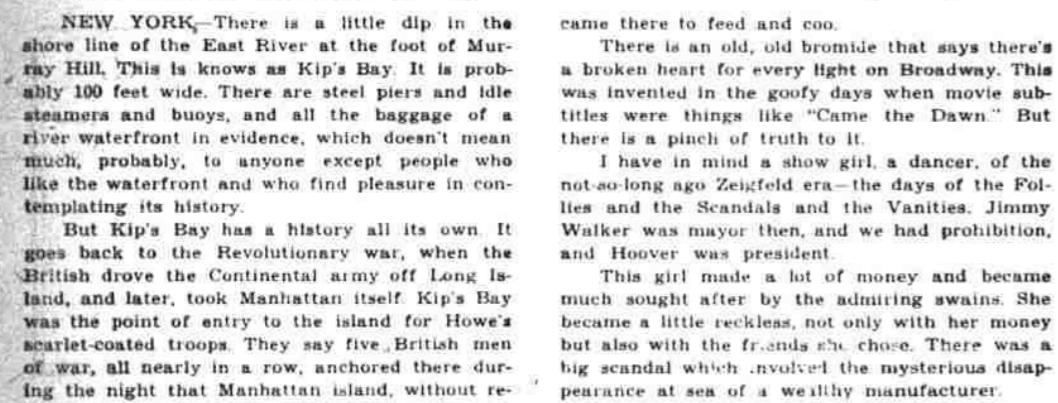 NEW YORK,—There is a little dip in the
shore line of the East River at the foot of Mur-
ray Hill. This is knows as Kip's Bay. It is prob-
ably 100 feet wide. There are steel piers and idle
steamers and buoys, and all the baggage of a
river waterfront in evidence, which doesn't mean
much, probably, to anyone except people who
like the waterfront and who find pleasure in con-
templating its history.
But Kip's Bay has a history all its own. It
goes back to the Revolutionary war, when the
British drove the Continental army off Long Is-
land, and later, took Manhattan itself. Kip's Bay
was the point of entry to the island for Howe's
scarlet-coated troops. They say five British men
of war, all nearly in a row, anchored there dur-
ing the night that Manhattan island, without re-
came there to feed and coo.
There is an old, old bromide that says there's
a broken heart for every light on Broadway. This
was invented in the goofy days when movie sub-
titles were things like "Came the Dawn." But
there is a pinch of truth to it.
I have in mind a show girl, a dancer, of the
not-so-long ago Zeigfeld era—the days of the Fol-
lies and the Scandals and the Vanities. Jimmy
Walker was mayor then, and we had prohibition,
and Hoover was president.
This girl made a lot of money and became
much sought after by the admiring swains. She
became a little reckless, not only with her money
but also with the friends she chose. There was a
big scandal which involved the mysterious disap-
pearance at sea of a wealthy manufacturer.